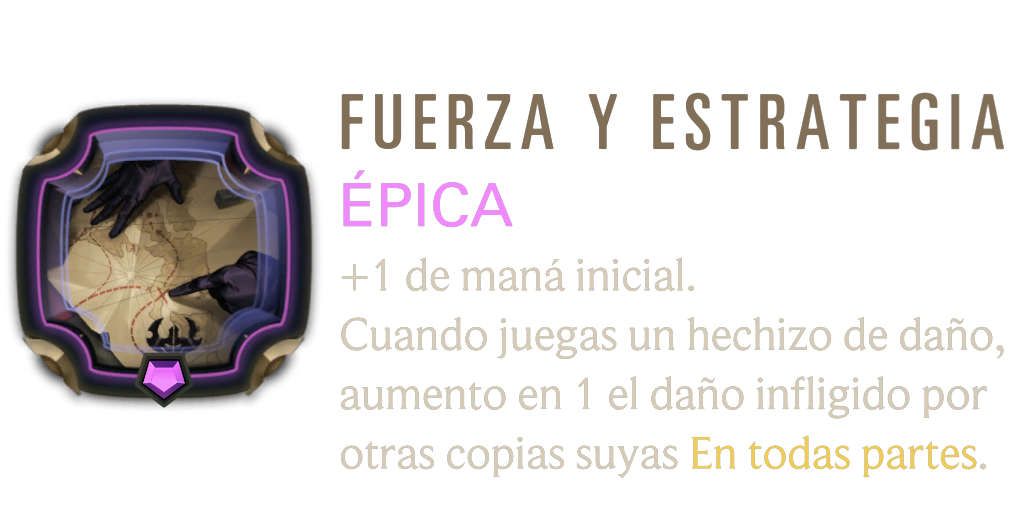 FUERZA Y ESTRATEGIA
ÉPICA
+1 de maná inicial.
Cuando juegas un hechizo de daño,
aumento en 1 el daño infligido por
otras copias suyas En todas partes.